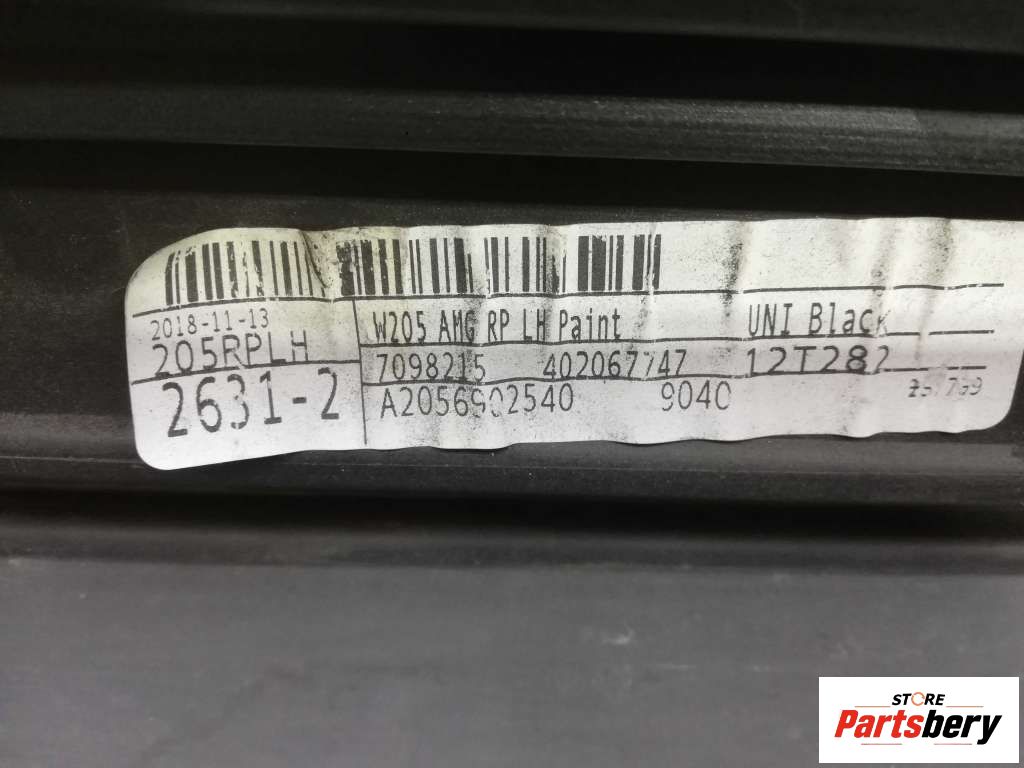 2018-11-13
205RPLH
2631-2
W205 AMG RP LH Paint UNI Black
7098215 402067747 12T282
A2056902540 9040
STORE
Partsbery